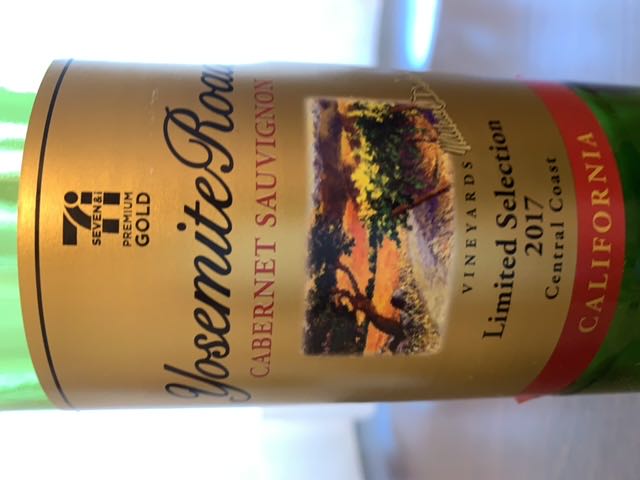 7i
SEVEN&i
PREMIUM
GOLD
Yosemite Road
CABERNET SAUVIGNON
VINEYARDS
Limited Selection
2017
Central Coast
CALIFORNIA